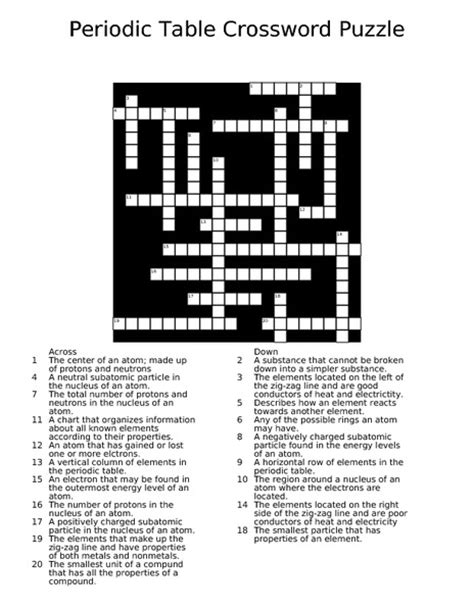 Periodic Table Crossword Puzzle
Across
1 The center of an atom; made up
of protons and neutrons
4 A neutral subatomic particle in
the nucleus of an atom.
7 The total number of protons and
neutrons in the nucleus of an
atom.
11 A chart that organizes information
about all known elements
according to their properties.
12 An atom that has gained or lost
one or more elctrons.
13 A vertical column of elements in
the periodic table.
15 An electron that may be found in
the outermost energy level of an
atom.
16 The number of protons in the
nucleus of an atom.
17 A positively charged subatomic
particle in the nucleus of an atom.
19 The elements that make up the
zig-zag line and have properties
of both metals and nonmetals.
20 The smallest unit of a compund
that has all the properties of a
compound.
Down
2 A substance that cannot be broken
down into a simpler substance.
3 The elements located on the left of
the zig-zag line and are good
conductors of heat and electrictity.
5 Describes how an element reacts
towards another element.
6 Any of the possible rings an atom
may have.
8 A negatively charged subatomic
particle found in the energy levels
of an atom.
9 A horizontal row of elements in the
periodic table.
10 The region around a nucleus of an
atom where the electrons are
located.
14 The elements located on the right
side of the zig-zag line and are poor
conductors of heat and electricity
18 The smallest particle that has
properties of an element.